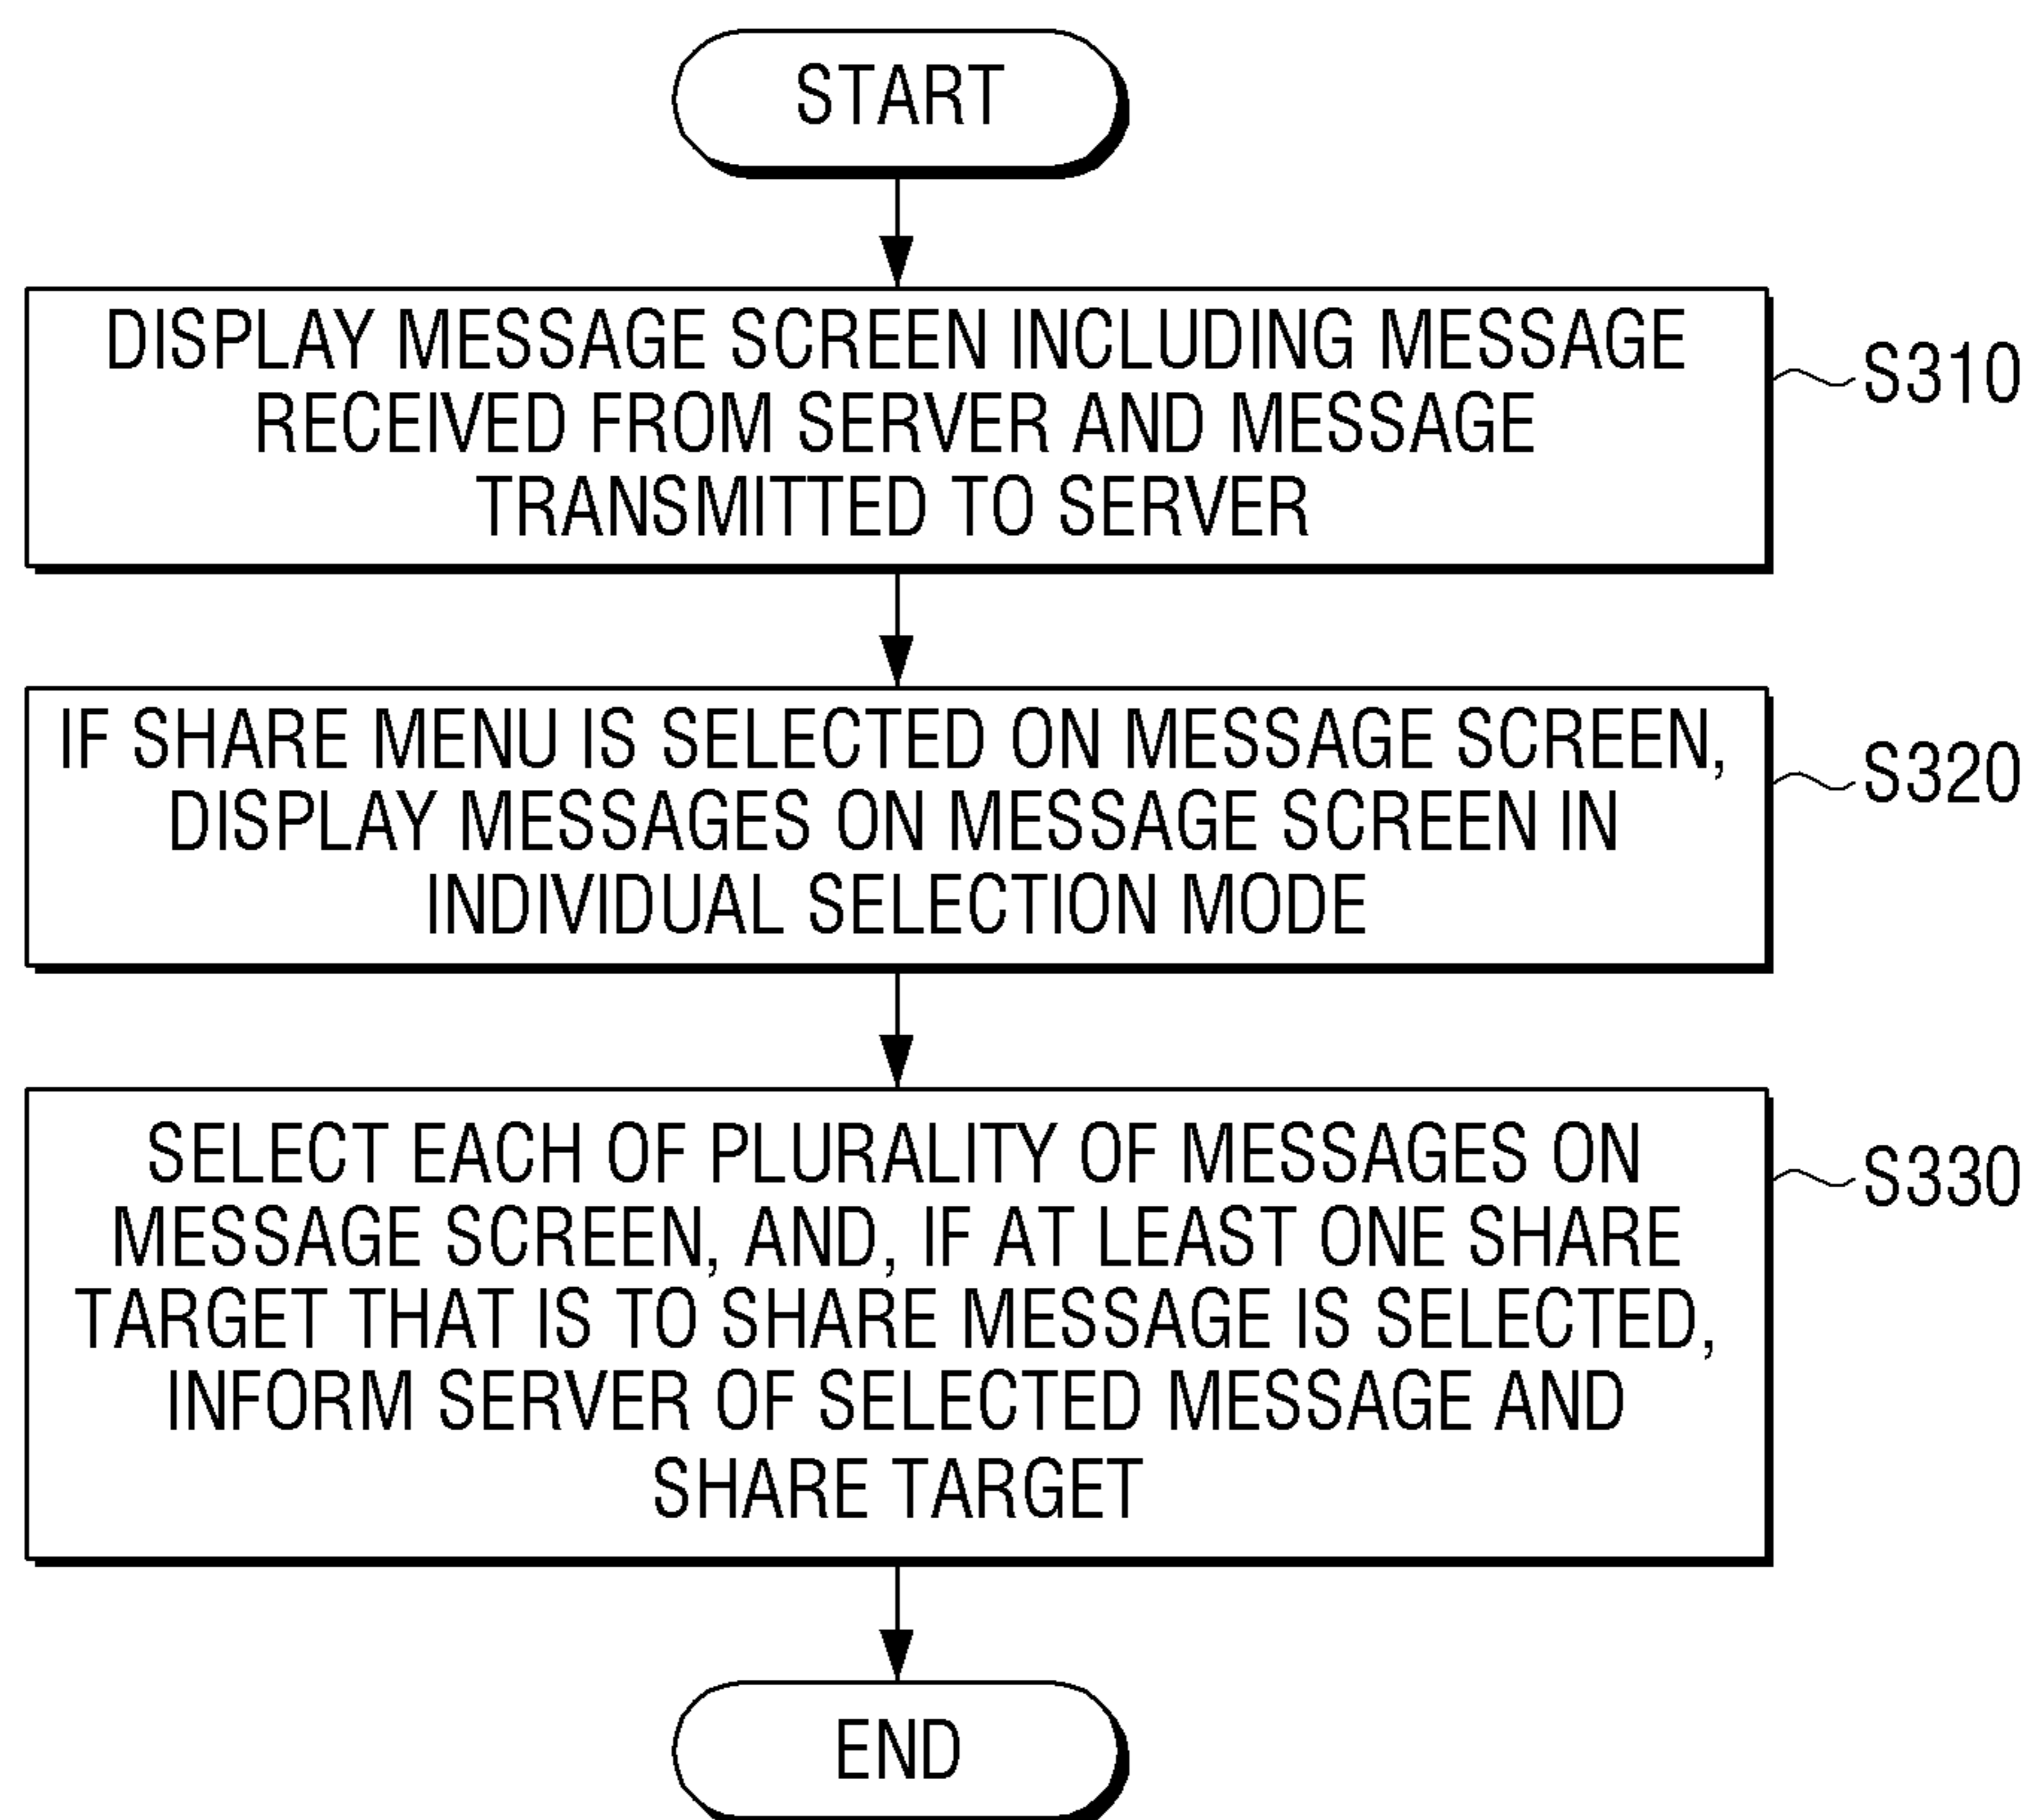 START
DISPLAY MESSAGE SCREEN INCLUDING MESSAGE
RECEIVED FROM SERVER AND MESSAGE
TRANSMITTED TO SERVER
S310
IF SHARE MENU IS SELECTED ON MESSAGE SCREEN,
DISPLAY MESSAGES ON MESSAGE SCREEN IN
INDIVIDUAL SELECTION MODE
S320
SELECT EACH OF PLURALITY OF MESSAGES ON
MESSAGE SCREEN, AND, IF AT LEAST ONE SHARE
TARGET THAT IS TO SHARE MESSAGE IS SELECTED,
INFORM SERVER OF SELECTED MESSAGE AND
SHARE TARGET
S330
END